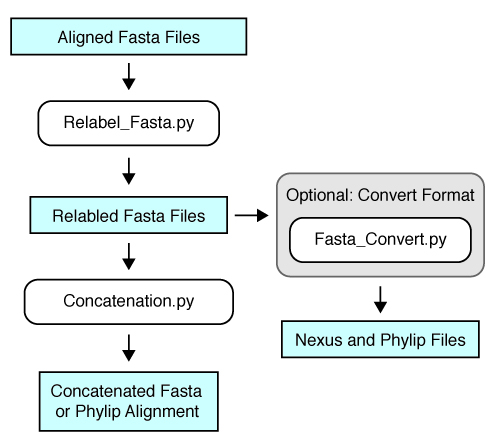 Aligned Fasta Files
Relabel_Fasta.py
Relabled Fasta Files
Optional: Convert Format
Fasta_Convert.py
Concatenation.py
Nexus and Phylip Files
Concatenated Fasta
or Phylip Alignment